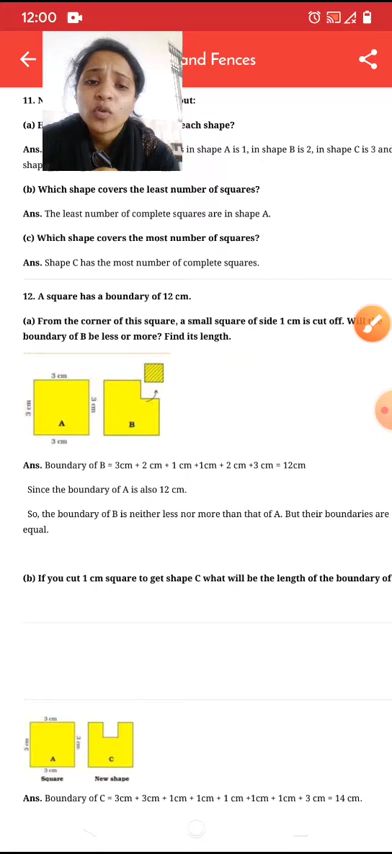 12:00
and Fences
11. N
ut:
(a) E
each shape?
Ans.
in shape A is 1, in shape B is 2, in shape C is 3 and
shap
(b) Which shape covers the least number of squares?
Ans. The least number of complete squares are in shape A.
(c) Which shape covers the most number of squares?
Ans. Shape C has the most number of complete squares.
12. A square has a boundary of 12 cm.
(a) From the corner of this square, a small square of side 1 cm is cut off. Will
boundary of B be less or more? Find its length.
3 cm
3 cm
A
3 cm
3 cm
B
Ans. Boundary of B = 3cm + 2 cm + 1 cm +1cm + 2 cm +3 cm = 12cm
Since the boundary of A is also 12 cm.
So, the boundary of B is neither less nor more than that of A. But their boundaries are
equal.
(b) If you cut 1 cm square to get shape C what will be the length of the boundary of
3 cm
3 cm
A
3 cm
3 cm
C
Square
New shape
Ans. Boundary of C = 3cm + 3cm + 1cm + 1cm + 1 cm +1cm + 1cm + 3 cm = 14 cm.